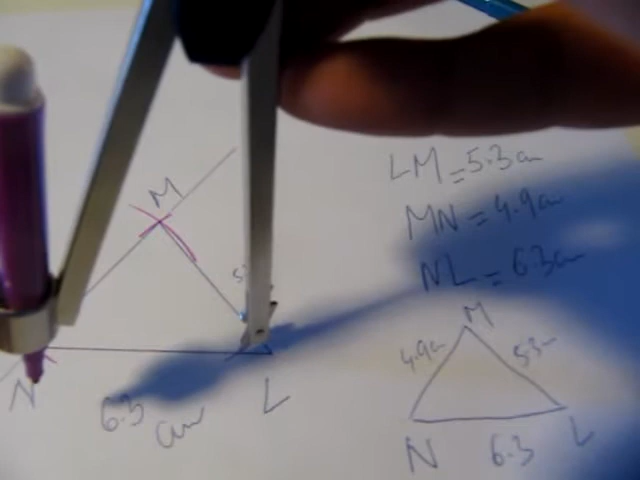 LM = 5.3cm
MN = 4.9cm
NL = 6.3cm
M
N
6.3
cm
L
M
4.9cm
5.3cm
N
6.3
L